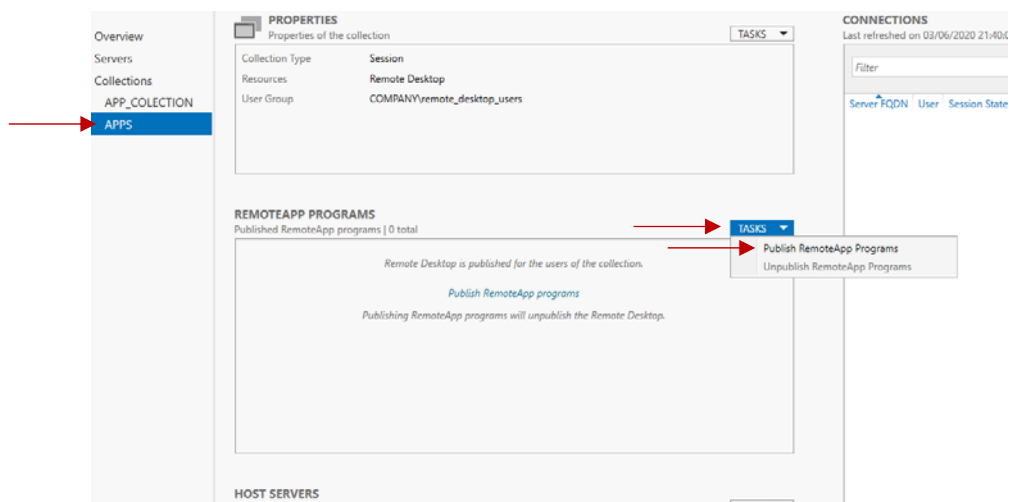 Overview
Servers
Collections
APP_COLECTION
APPS
PROPERTIES
Properties of the collection
TASKS
Collection Type Session
Resources Remote Desktop
User Group COMPANY\remote_desktop_users
REMOTEAPP PROGRAMS
Published RemoteApp programs | 0 total
TASKS
Publish RemoteApp Programs
Unpublish RemoteApp Programs
Remote Desktop is published for the users of the collection.
Publish RemoteApp programs
Publishing RemoteApp programs will unpublish the Remote Desktop.
HOST SERVERS
CONNECTIONS
Last refreshed on 03/06/2020 21:40:0
Filter
Server FQDN User Session State